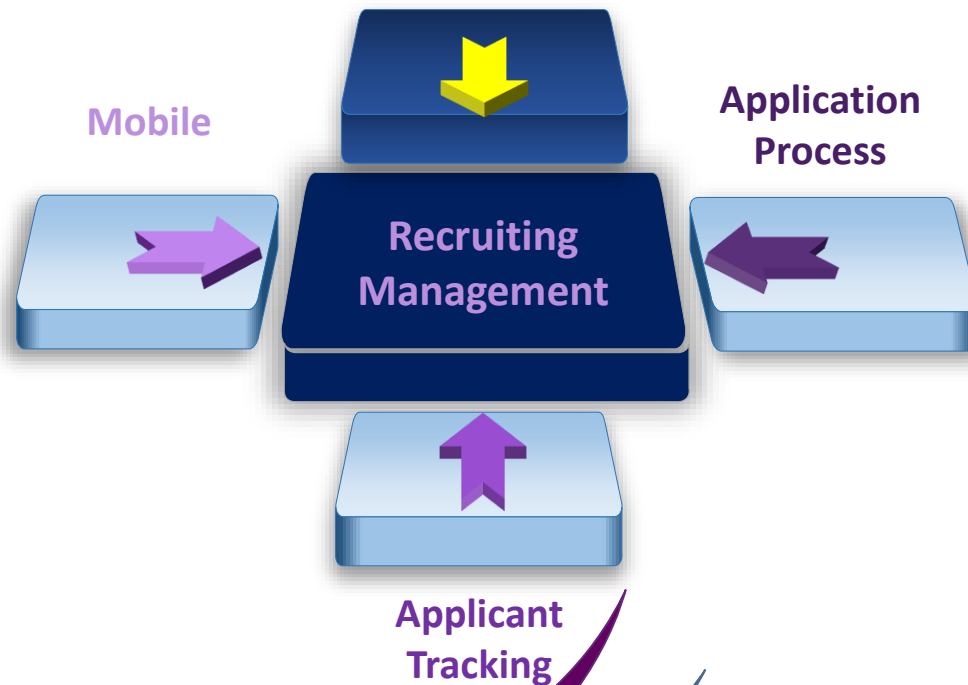 Mobile
Application
Process
Recruiting
Management
Applicant
Tracking